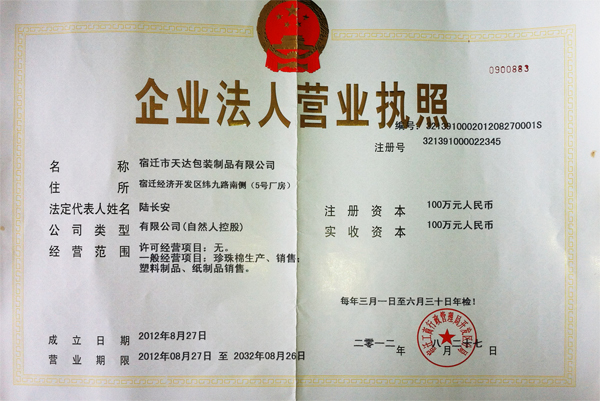 0900883
企业法人营业执照
编号：321391000201208270001S
注册号 321391000022345
名称 宿迁市天达包装制品有限公司
住所 宿迁经济开发区纬九路南侧（5号厂房）
法定代表人姓名 陆长安
注册资本 100万元人民币
公司类型 有限公司(自然人控股)
实收资本 100万元人民币
经营范围 许可经营项目：无。
一般经营项目：珍珠棉生产、销售；
塑料制品、纸制品销售。
每年三月一日至六月三十日年检！
成立日期 2012年8月27日
营业期限 2012年08月27日 至 2032年08月26日
二〇一二年八月二十七日